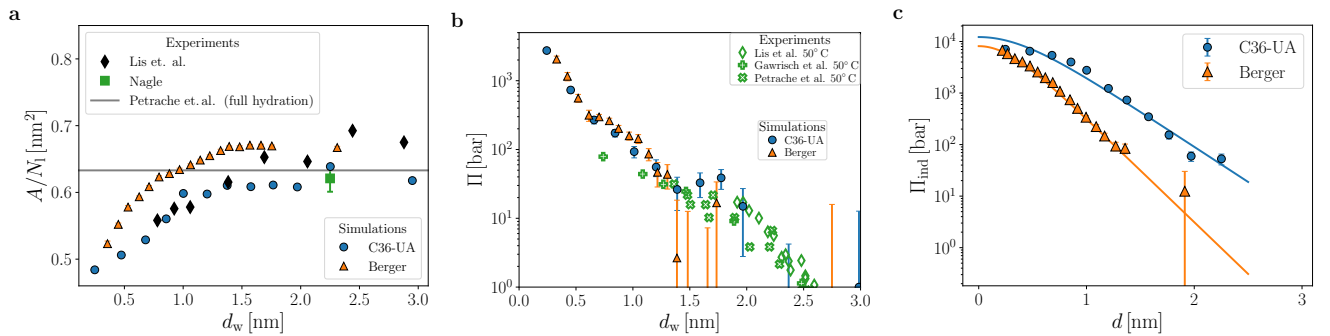 a
Experiments
Lis et. al.
Nagle
Petrache et. al. (full hydration)
Simulations
C36-UA
Berger
0.8
0.7
0.6
0.5
A/Nl [nm²]
0.5 1.0 1.5 2.0 2.5 3.0
dw [nm]
b
Experiments
Lis et al. 50°C
Gawrisch et al. 50°C
Petrache et al. 50°C
Simulations
C36-UA
Berger
10³
10²
10¹
10⁰
Π [bar]
0.0 0.5 1.0 1.5 2.0 2.5 3.0
dw [nm]
c
C36-UA
Berger
10⁴
10³
10²
10¹
10⁰
Πind [bar]
0 1 2 3
d [nm]